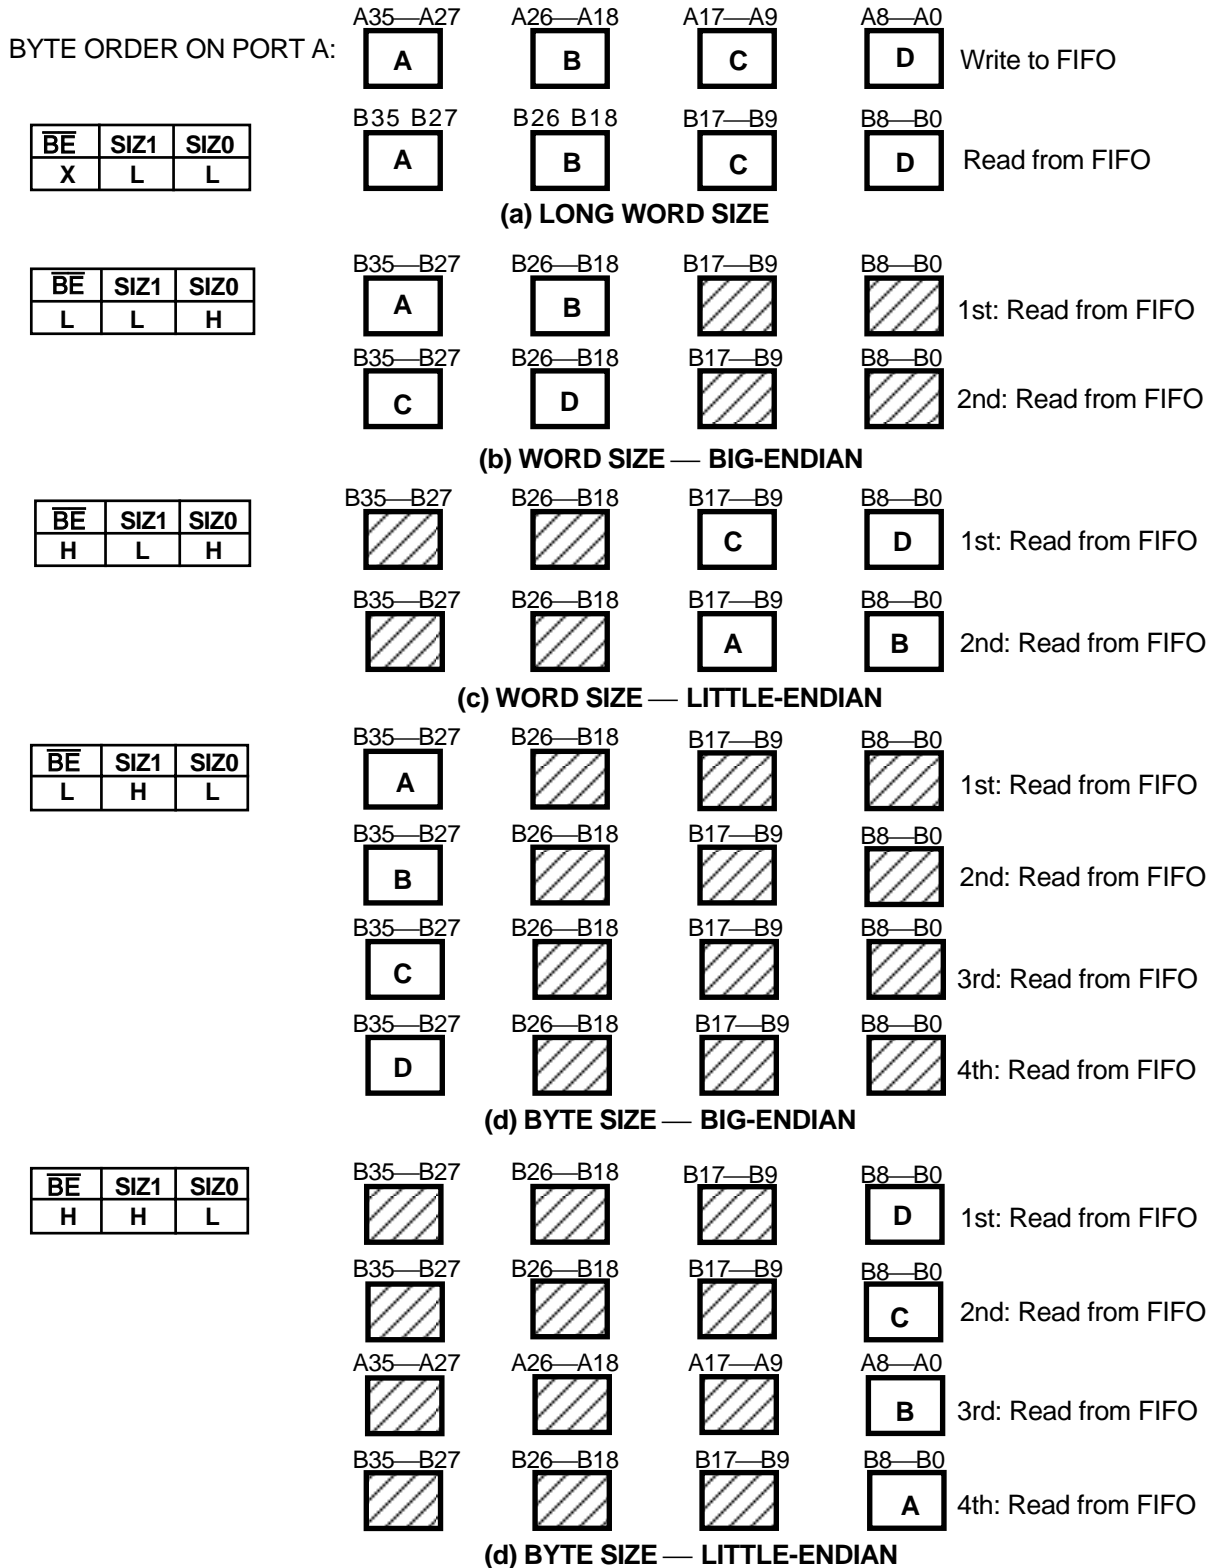 A35—A27 A26—A18 A17—A9 A8—A0
BYTE ORDER ON PORT A: A B C D Write to FIFO
B35 B27 B26 B18 B17—B9 B8—B0
BE SIZ1 SIZ0
X L L
A B C D Read from FIFO
(a) LONG WORD SIZE
B35—B27 B26—B18 B17—B9 B8—B0
BE SIZ1 SIZ0
L L H
A B 1st: Read from FIFO
B35—B27 B26—B18 B17—B9 B8—B0
C D 2nd: Read from FIFO
(b) WORD SIZE — BIG-ENDIAN
B35—B27 B26—B18 B17—B9 B8—B0
BE SIZ1 SIZ0
H L H
C D 1st: Read from FIFO
B35—B27 B26—B18 B17—B9 B8—B0
A B 2nd: Read from FIFO
(c) WORD SIZE — LITTLE-ENDIAN
B35—B27 B26—B18 B17—B9 B8—B0
BE SIZ1 SIZ0
L H L
A 1st: Read from FIFO
B35—B27 B26—B18 B17—B9 B8—B0
B 2nd: Read from FIFO
B35—B27 B26—B18 B17—B9 B8—B0
C 3rd: Read from FIFO
B35—B27 B26—B18 B17—B9 B8—B0
D 4th: Read from FIFO
(d) BYTE SIZE — BIG-ENDIAN
B35—B27 B26—B18 B17—B9 B8—B0
BE SIZ1 SIZ0
H H L
D 1st: Read from FIFO
B35—B27 B26—B18 B17—B9 B8—B0
C 2nd: Read from FIFO
A35—A27 A26—A18 A17—A9 A8—A0
B 3rd: Read from FIFO
B35—B27 B26—B18 B17—B9 B8—B0
A 4th: Read from FIFO
(d) BYTE SIZE — LITTLE-ENDIAN